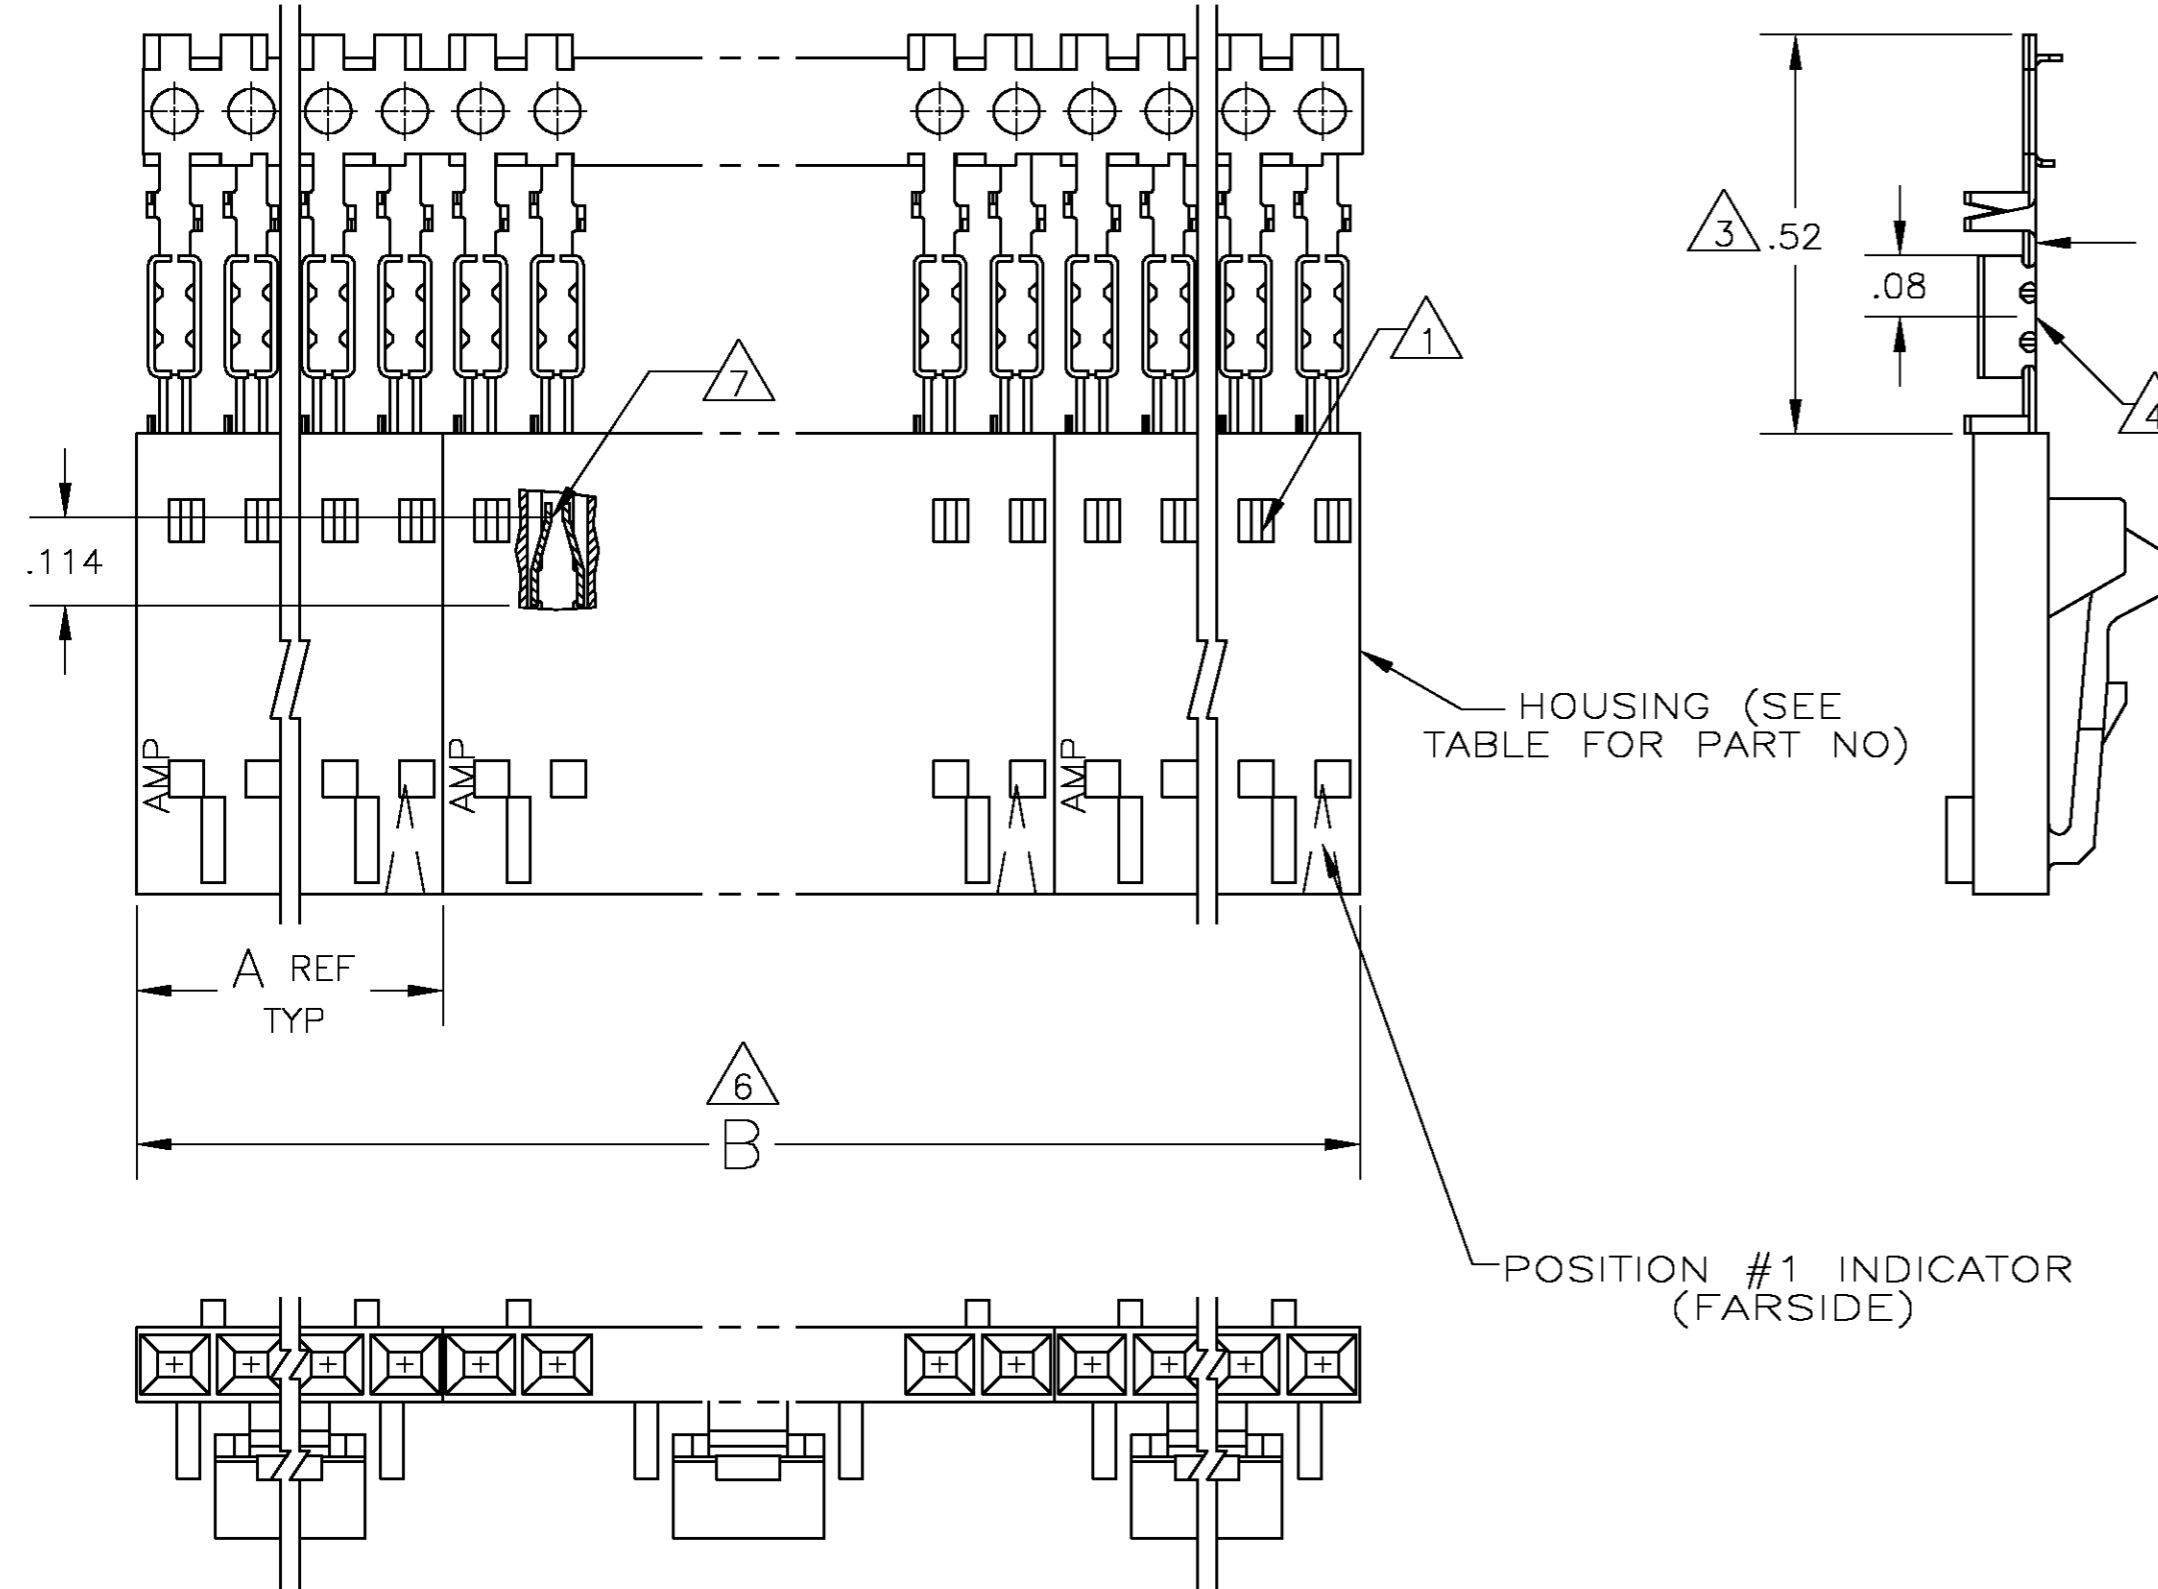 3 .52
.08
1
7
4
.114
HOUSING (SEE
TABLE FOR PART NO)
AMP
AMP
AMP
A REF
TYP
6
B
POSITION #1 INDICATOR
(FARSIDE)